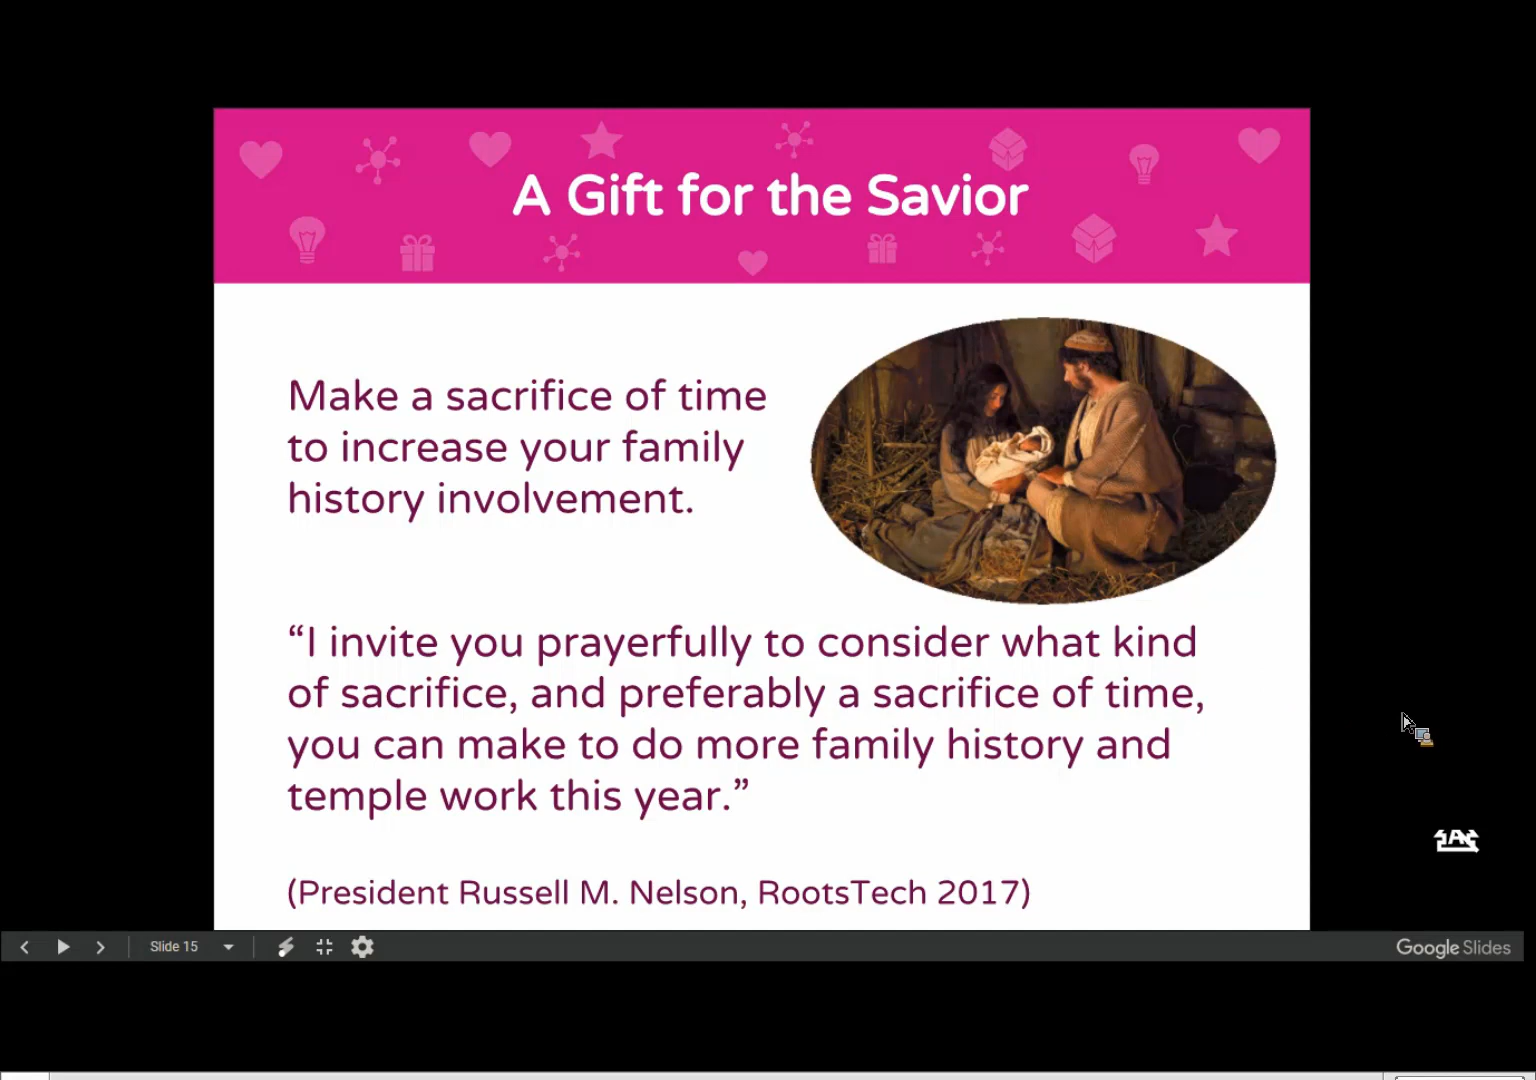 A Gift for the Savior
Make a sacrifice of time
to increase your family
history involvement.
“I invite you prayerfully to consider what kind
of sacrifice, and preferably a sacrifice of time,
you can make to do more family history and
temple work this year.”
(President Russell M. Nelson, RootsTech 2017)
Slide 15
Google Slides